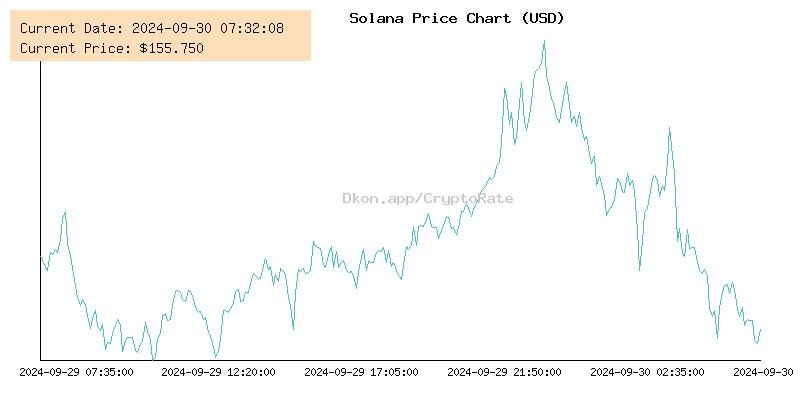 Solana Price Chart (USD)
Current Date: 2024-09-30 07:32:08
Current Price: $155.750
Dkon.app/CryptoRate
2024-09-29 07:35:00 2024-09-29 12:20:00 2024-09-29 17:05:00 2024-09-29 21:50:00 2024-09-30 02:35:00 2024-09-30